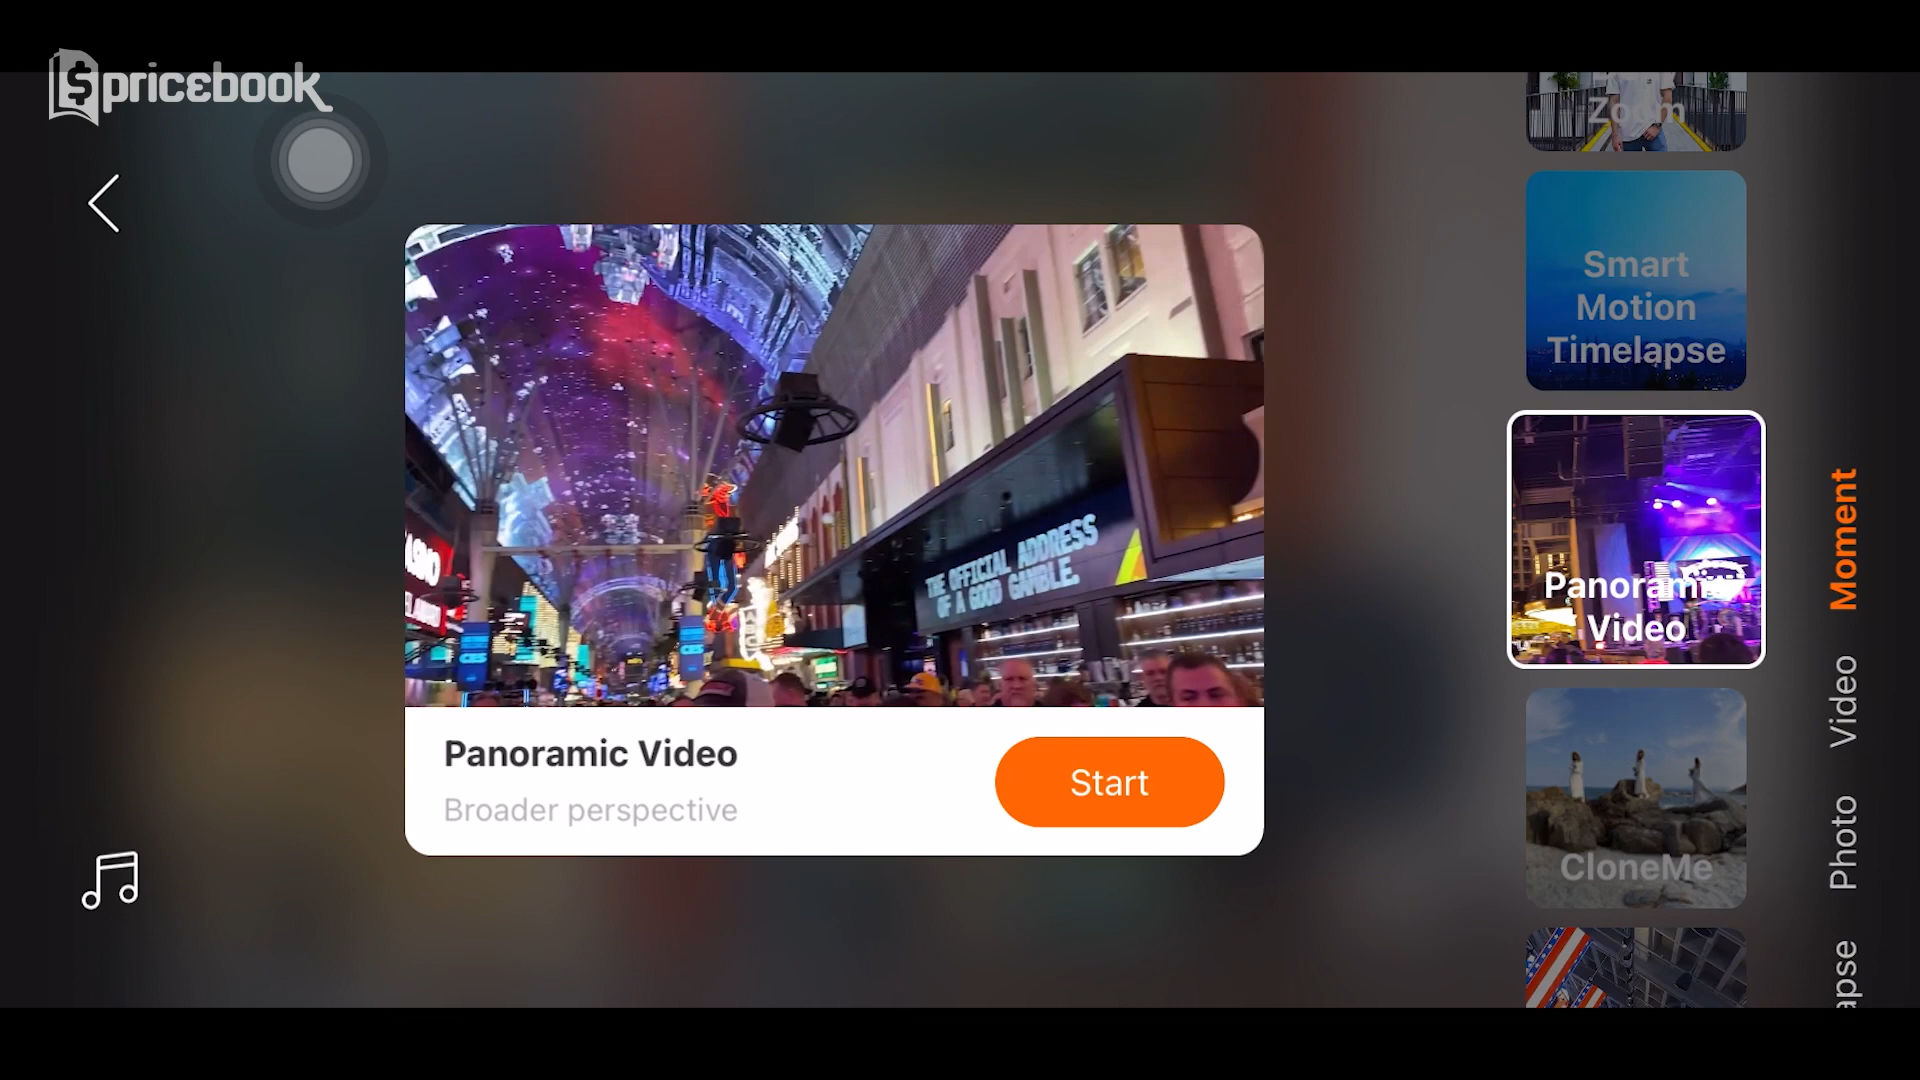 pricebook
Zoom
Smart
Motion
Timelapse
Panoramic
Video
CloneMe
Moment
Video
Photo
apse
THE OFFICIAL ADDRESS
OF A GOOD GAMBLE.
Panoramic Video
Broader perspective
Start